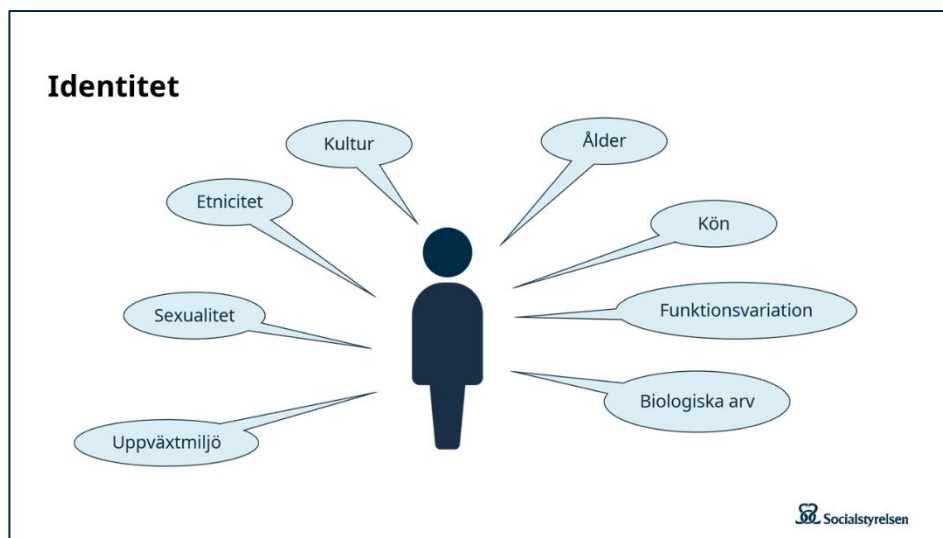 Identitet
Kultur
Ålder
Etnicitet
Kön
Sexualitet
Funktionsvariation
Uppväxtmiljö
Biologiska arv
Socialstyrelsen